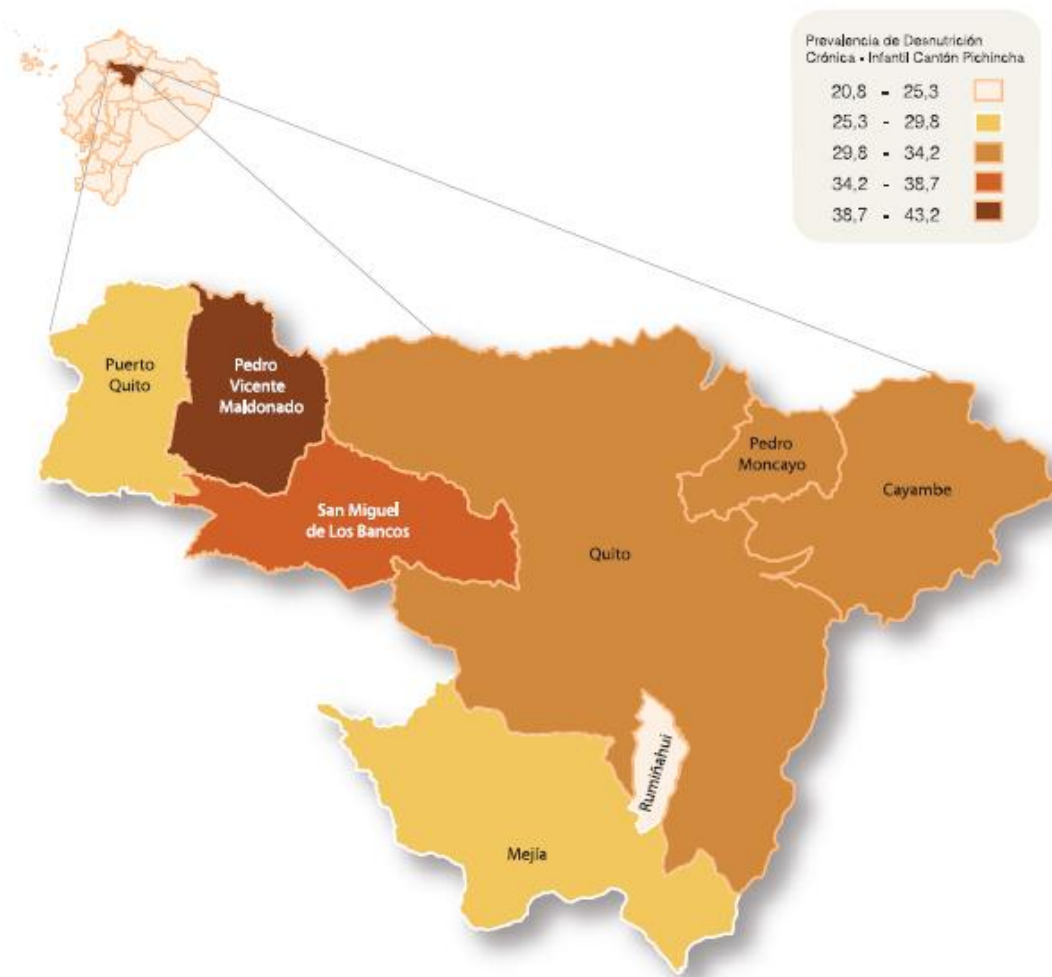 Prevalencia de Desnutrición
Crónica - Infantil Cantón Pichincha
20,8 - 25,3
25,3 - 29,8
29,8 - 34,2
34,2 - 38,7
38,7 - 43,2
Puerto
Quito
Pedro
Vicente
Maldonado
San Miguel
de Los Bancos
Quito
Pedro
Moncayo
Cayambe
Rumiñahui
Mejía